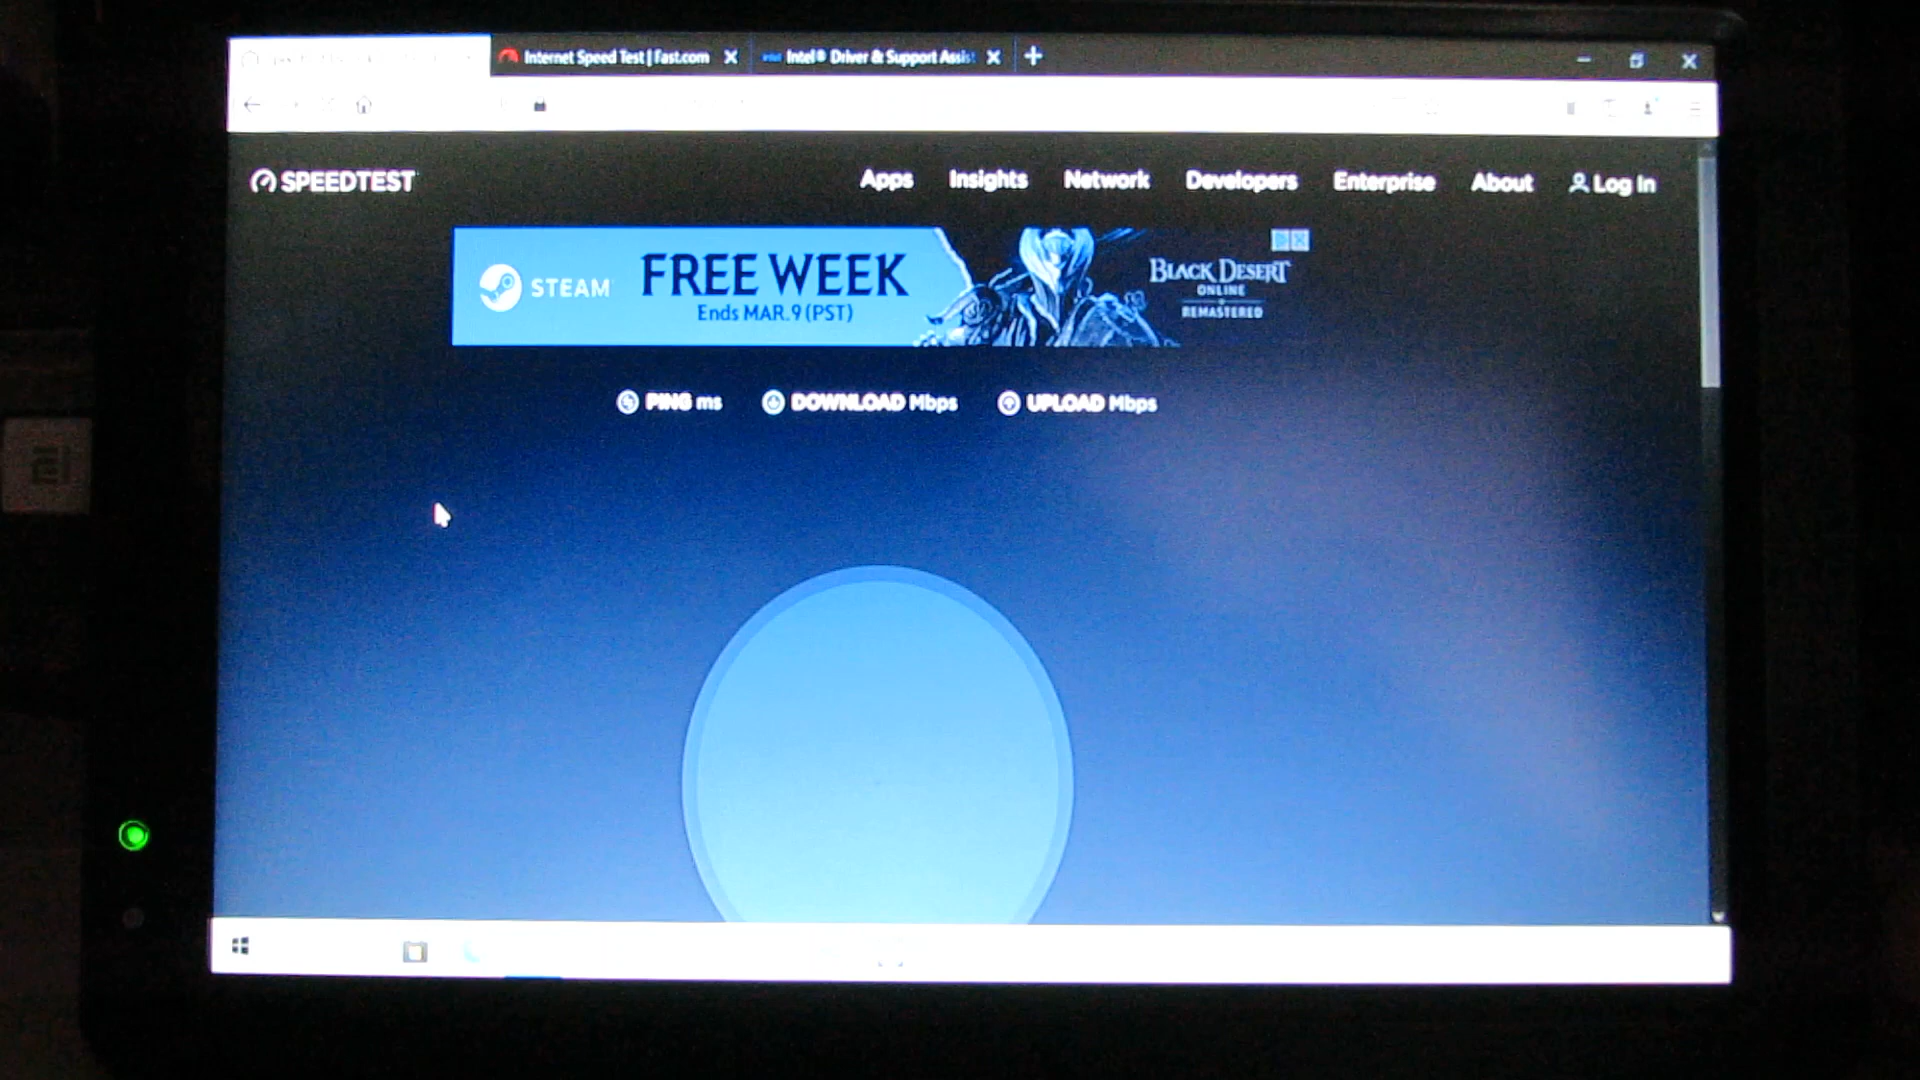 Internet Speed Test | Fast.com
Intel® Driver & Support Assis
SPEEDTEST
Apps Insights Network Developers Enterprise About Log In
STEAM
FREE WEEK
Ends MAR.9 (PST)
BLACK DESERT
ONLINE
REMASTERED
PING ms DOWNLOAD Mbps UPLOAD Mbps